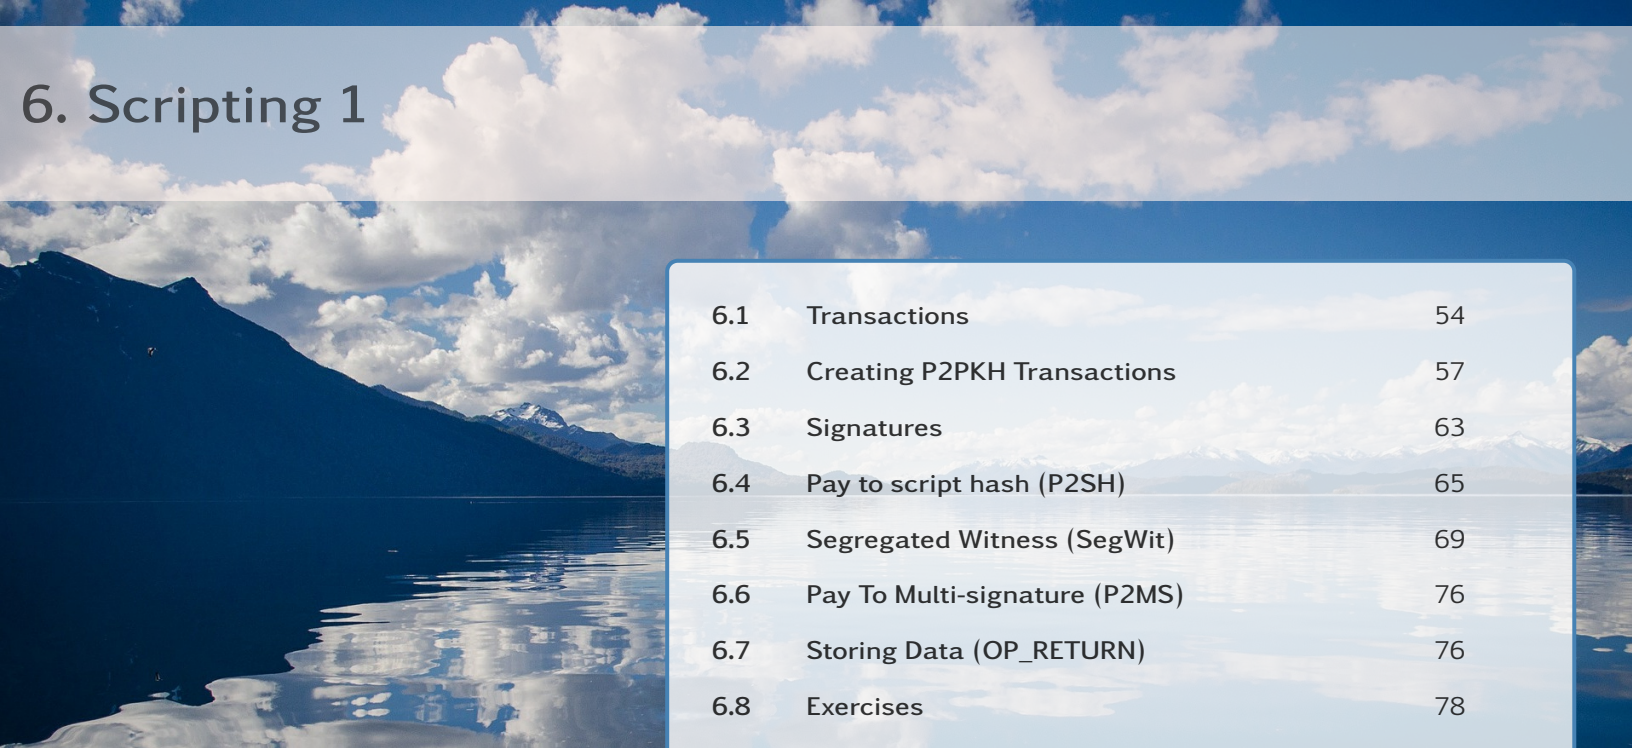 6. Scripting 1
6.1 Transactions 54
6.2 Creating P2PKH Transactions 57
6.3 Signatures 63
6.4 Pay to script hash (P2SH) 65
6.5 Segregated Witness (SegWit) 69
6.6 Pay To Multi-signature (P2MS) 76
6.7 Storing Data (OP_RETURN) 76
6.8 Exercises 78